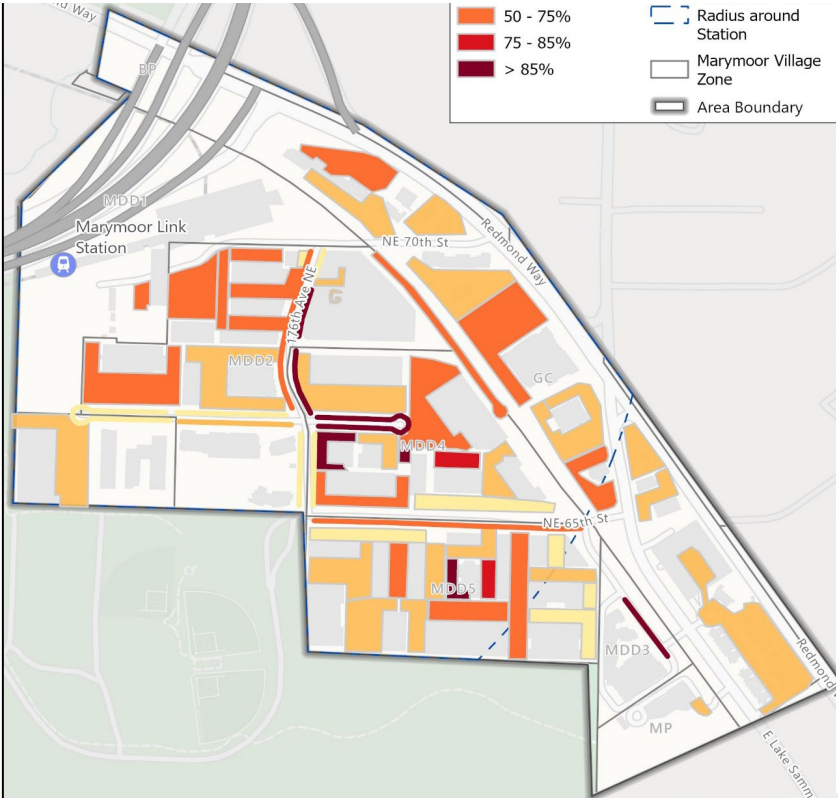 50 - 75%
75 - 85%
> 85%
Radius around
Station
Marymoor Village
Zone
Area Boundary
Way
BP
MDD1
Marymoor Link
Station
NE 70th St
Redmond Way
176th Ave NE
G
MDD2
GC
MDD4
NE 65th St
MDD5
MDD3
Redmond
MP
E Lake Samm